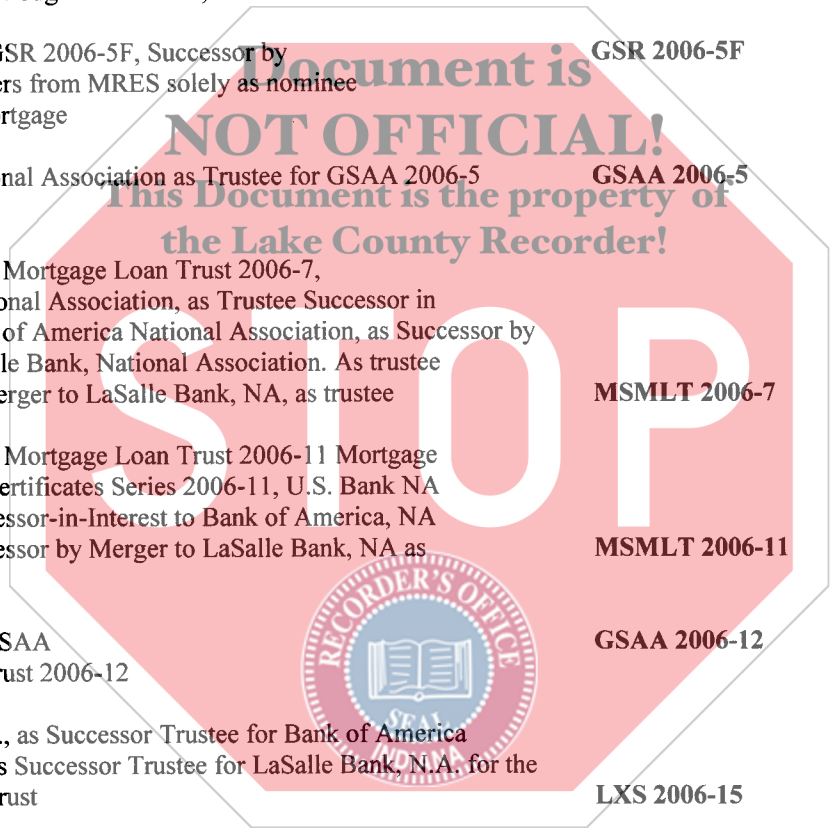 GSR 2006-5F, Successor by GSR 2006-5F
ers from MRES solely as nominee
rtgage
nal Association as Trustee for GSAA 2006-5 GSAA 2006-5
Mortgage Loan Trust 2006-7,
onal Association, as Trustee Successor in
of America National Association, as Successor by
le Bank, National Association. As trustee
erger to LaSalle Bank, NA, as trustee MSMLT 2006-7
Mortgage Loan Trust 2006-11 Mortgage
ertificates Series 2006-11, U.S. Bank NA
essor-in-Interest to Bank of America, NA
essor by Merger to LaSalle Bank, NA as MSMLT 2006-11
SAA GSAA 2006-12
rust 2006-12
., as Successor Trustee for Bank of America
s Successor Trustee for LaSalle Bank, N.A. for the
rust LXS 2006-15
Document is
NOT OFFICIAL!
This Document is the property of
the Lake County Recorder!
STOP
RECORDER'S OFFICE
SEAL
INDIANA